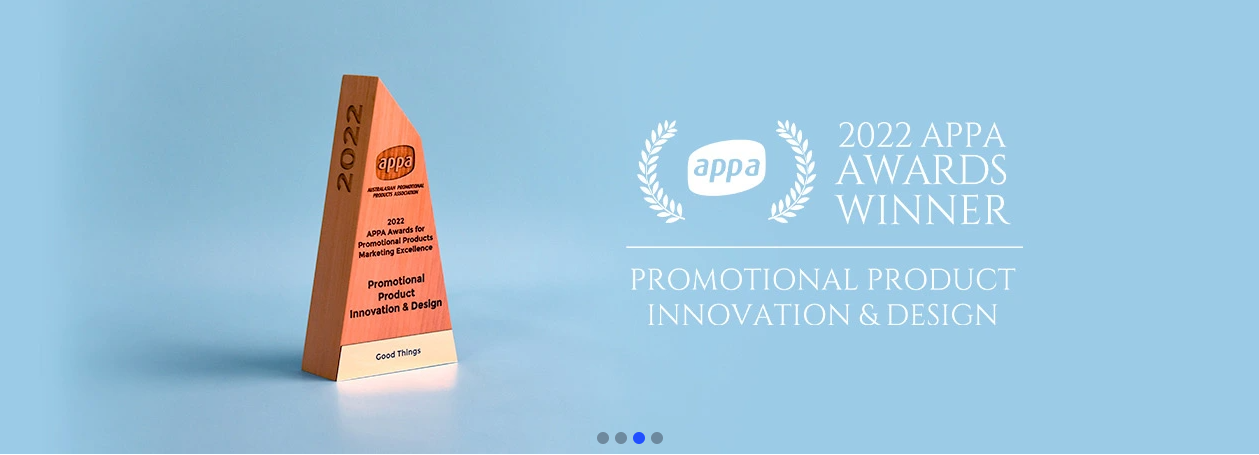 2022
appa
AUSTRALASIAN PROMOTIONAL
PRODUCTS ASSOCIATION
2022
APPA Awards for
Promotional Products
Marketing Excellence
Promotional
Product
Innovation & Design
Good Things
appa
2022 APPA
AWARDS
WINNER
PROMOTIONAL PRODUCT
INNOVATION & DESIGN